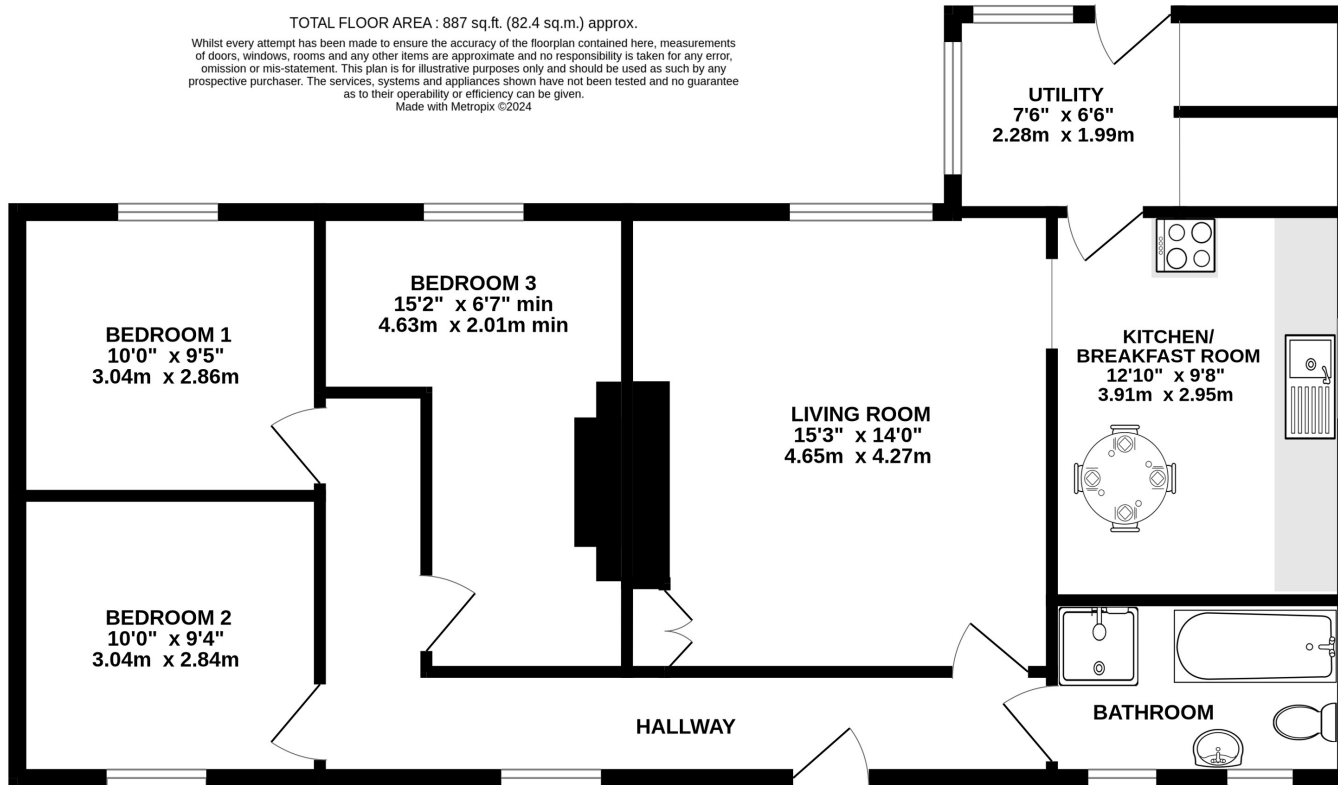 TOTAL FLOOR AREA : 887 sq.ft. (82.4 sq.m.) approx.
Whilst every attempt has been made to ensure the accuracy of the floorplan contained here, measurements
of doors, windows, rooms and any other items are approximate and no responsibility is taken for any error,
omission or mis-statement. This plan is for illustrative purposes only and should be used as such by any
prospective purchaser. The services, systems and appliances shown have not been tested and no guarantee
as to their operability or efficiency can be given.
Made with Metropix ©2024
UTILITY
7'6" x 6'6"
2.28m x 1.99m
BEDROOM 1
10'0" x 9'5"
3.04m x 2.86m
BEDROOM 3
15'2" x 6'7" min
4.63m x 2.01m min
LIVING ROOM
15'3" x 14'0"
4.65m x 4.27m
KITCHEN/
BREAKFAST ROOM
12'10" x 9'8"
3.91m x 2.95m
BEDROOM 2
10'0" x 9'4"
3.04m x 2.84m
HALLWAY
BATHROOM